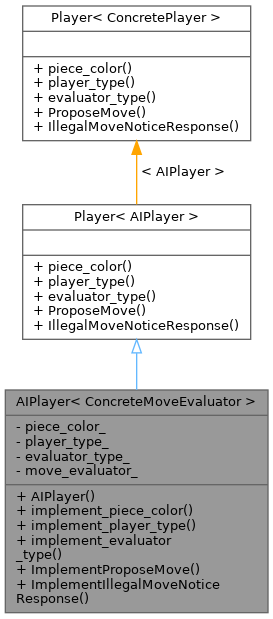 Player< ConcretePlayer >
+ piece_color()
+ player_type()
+ evaluator_type()
+ ProposeMove()
+ IllegalMoveNoticeResponse()
< AIPlayer >
Player< AIPlayer >
+ piece_color()
+ player_type()
+ evaluator_type()
+ ProposeMove()
+ IllegalMoveNoticeResponse()
AIPlayer< ConcreteMoveEvaluator >
- piece_color_
- player_type_
- evaluator_type_
- move_evaluator_
+ AIPlayer()
+ implement_piece_color()
+ implement_player_type()
+ implement_evaluator
_type()
+ ImplementProposeMove()
+ ImplementIllegalMoveNotice
Response()